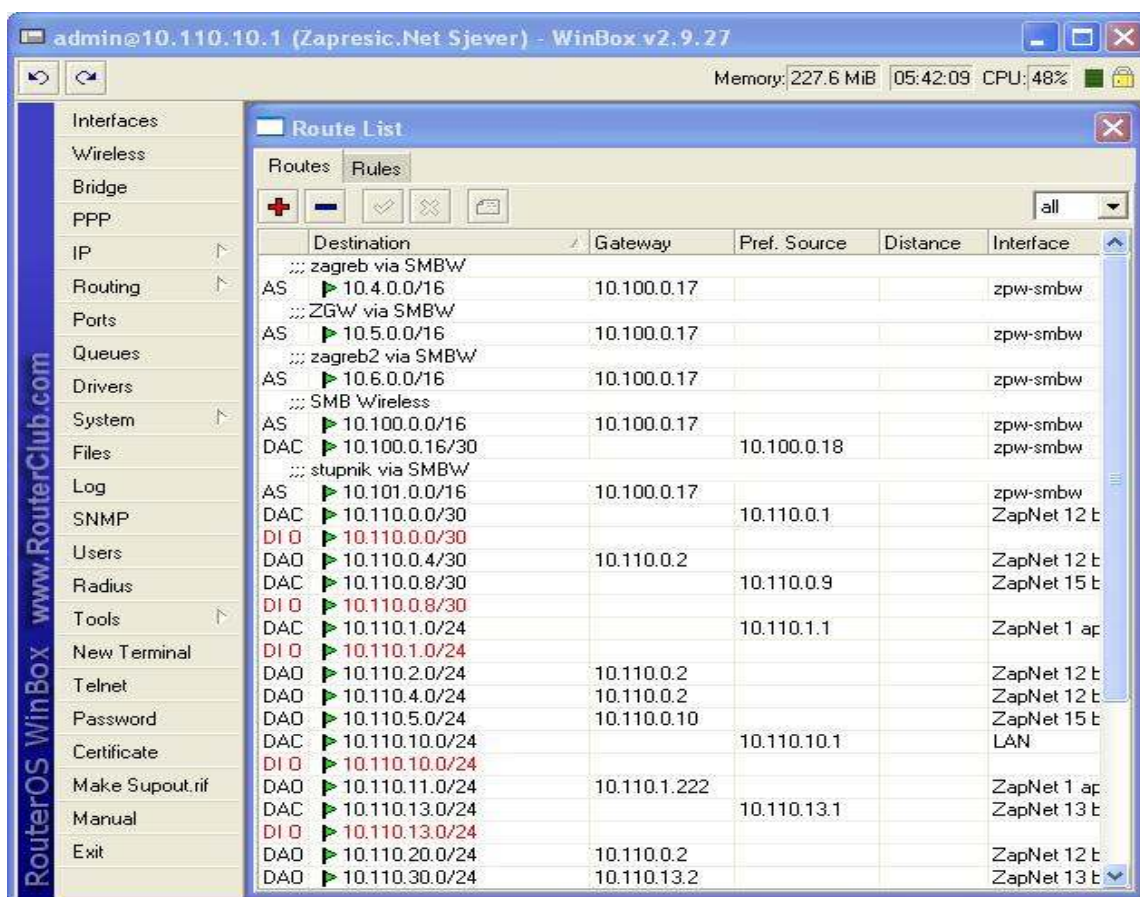 admin@10.110.10.1 (Zapresic.Net Sjever) - WinBox v2.9.27
Memory: 227.6 MiB 05:42:09 CPU: 48%
RouterOS WinBox www.RouterClub.com
Interfaces
Wireless
Bridge
PPP
IP
Routing
Ports
Queues
Drivers
System
Files
Log
SNMP
Users
Radius
Tools
New Terminal
Telnet
Password
Certificate
Make Supout.rif
Manual
Exit
Route List
Routes Rules
all
Destination Gateway Pref. Source Distance Interface
;;; zagreb via SMBW
AS 10.4.0.0/16 10.100.0.17 zpw-smbw
;;; ZGW via SMBW
AS 10.5.0.0/16 10.100.0.17 zpw-smbw
;;; zagreb2 via SMBW
AS 10.6.0.0/16 10.100.0.17 zpw-smbw
;;; SMB Wireless
AS 10.100.0.0/16 10.100.0.17 zpw-smbw
DAC 10.100.0.16/30 10.100.0.18 zpw-smbw
;;; stupnik via SMBW
AS 10.101.0.0/16 10.100.0.17 zpw-smbw
DAC 10.110.0.0/30 10.110.0.1 ZapNet 12
DI O 10.110.0.0/30
DAO 10.110.0.4/30 10.110.0.2 ZapNet 12
DAC 10.110.0.8/30 10.110.0.9 ZapNet 15
DI O 10.110.0.8/30
DAC 10.110.1.0/24 10.110.1.1 ZapNet 1 ap
DI O 10.110.1.0/24
DAO 10.110.2.0/24 10.110.0.2 ZapNet 12
DAO 10.110.4.0/24 10.110.0.2 ZapNet 12
DAO 10.110.5.0/24 10.110.0.10 ZapNet 15
DAC 10.110.10.0/24 10.110.10.1 LAN
DI O 10.110.10.0/24
DAO 10.110.11.0/24 10.110.1.222 ZapNet 1 ap
DAC 10.110.13.0/24 10.110.13.1 ZapNet 13
DI O 10.110.13.0/24
DAO 10.110.20.0/24 10.110.0.2 ZapNet 12
DAO 10.110.30.0/24 10.110.13.2 ZapNet 13